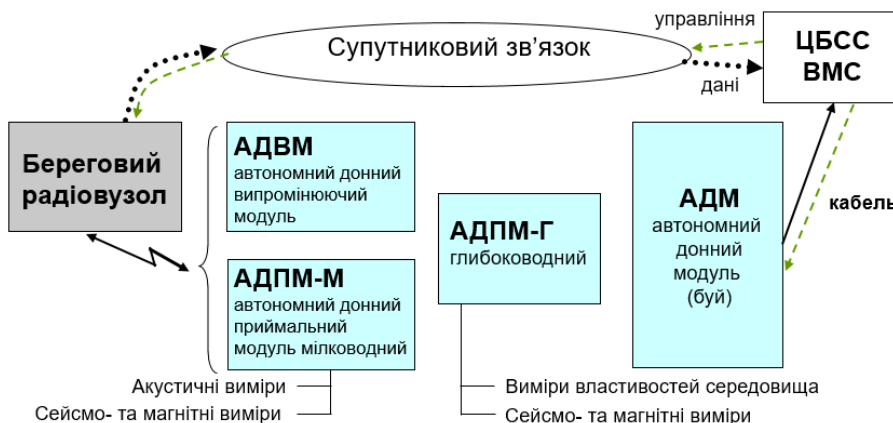 управління
Супутниковий зв'язок
ЦБСС
ВМС
дані
Береговий
радіовузол
АДВМ
автономний донний
випромінюючий
модуль
АДПМ-М
автономний донний
приймальний
модуль мілководний
АДПМ-Г
глибоководний
АДМ
автономний
донний
модуль
(буй)
кабель
Акустичні виміри
Сейсмо- та магнітні виміри
Виміри властивостей середовища
Сейсмо- та магнітні виміри